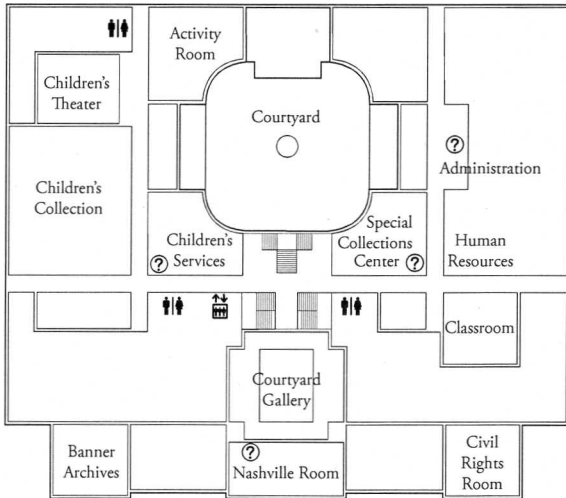 Activity
Room
Children's
Theater
Courtyard
?
Administration
Children's
Collection
Children's
Services
?
Special
Collections
Center
?
Human
Resources
Classroom
Courtyard
Gallery
Banner
Archives
?
Nashville Room
Civil
Rights
Room